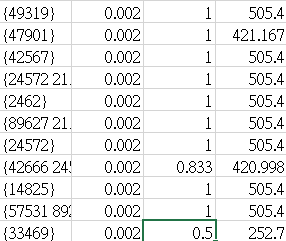 {49319} 0.002 1 505.4
{47901} 0.002 1 421.167
{42567} 0.002 1 505.4
{24572 21. 0.002 1 505.4
{2462} 0.002 1 505.4
{89627 21. 0.002 1 505.4
{24572} 0.002 1 505.4
{42666 245 0.002 0.833 420.998
{14825} 0.002 1 505.4
{57531 892 0.002 1 505.4
{33469} 0.002 0.5 252.7